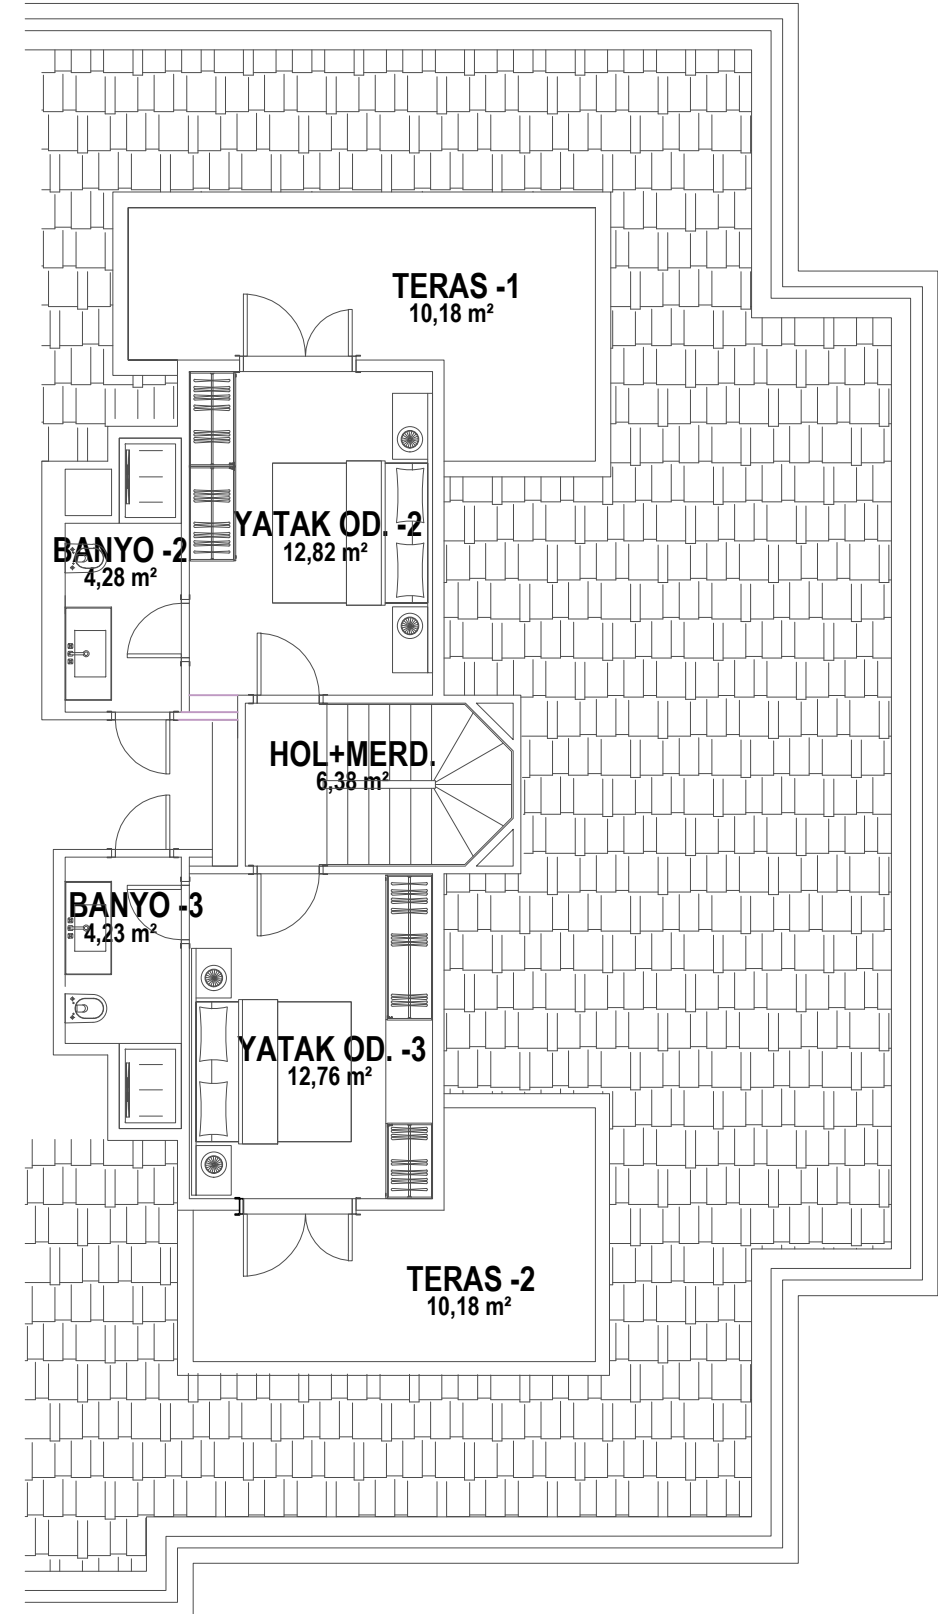 TERAS -1
10,18 m²
YATAK OD. -2
12,82 m²
BANYO -2
4,28 m²
HOL+MERD.
6,38 m²
BANYO -3
4,23 m²
YATAK OD. -3
12,76 m²
TERAS -2
10,18 m²